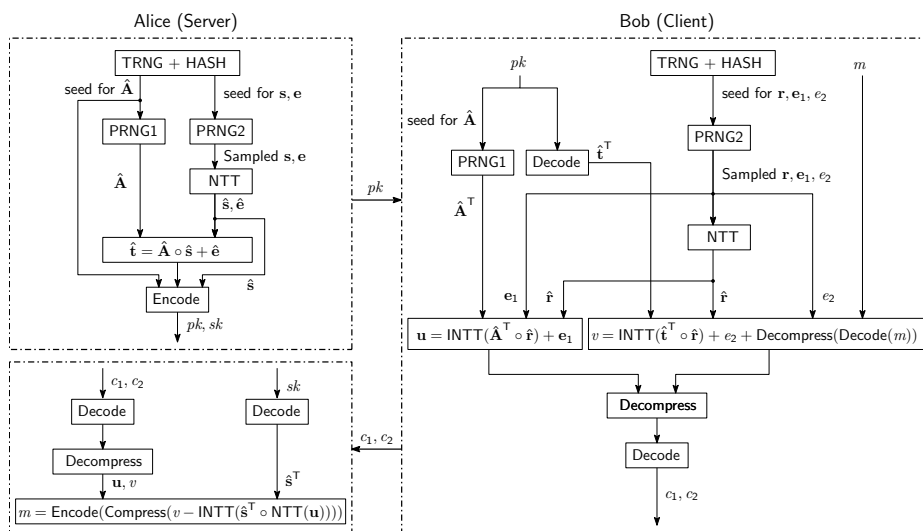 Alice (Server)
TRNG + HASH
seed for Â
seed for s, e
PRNG1
PRNG2
Sampled s, e
Â
NTT
ŝ, ê
t̂ = Â ∘ ŝ + ê
ŝ
Encode
pk, sk
pk
Bob (Client)
pk
TRNG + HASH
m
seed for r, e₁, e₂
seed for Â
PRNG2
PRNG1
Decode
t̂ᵀ
Sampled r, e₁, e₂
Âᵀ
NTT
e₁
r̂
r̂
e₂
u = INTT(Âᵀ ∘ r̂) + e₁
v = INTT(t̂ᵀ ∘ r̂) + e₂ + Decompress(Decode(m))
Decompress
Decode
c₁, c₂
c₁, c₂
c₁, c₂
sk
Decode
Decode
Decompress
u, v
ŝᵀ
m = Encode(Compress(v − INTT(ŝᵀ ∘ NTT(u))))